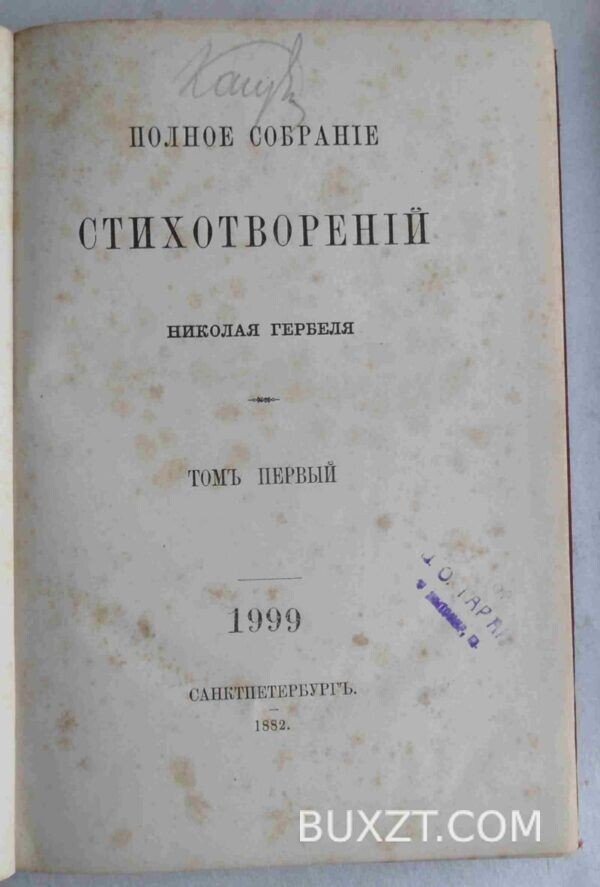 ПОЛНОЕ СОБРАНІЕ
СТИХОТВОРЕНІЙ
НИКОЛАЯ ГЕРБЕЛЯ
ТОМЪ ПЕРВЫЙ
1999
САНКТПЕТЕРБУРГЪ.
1882.
BUXZT.COM